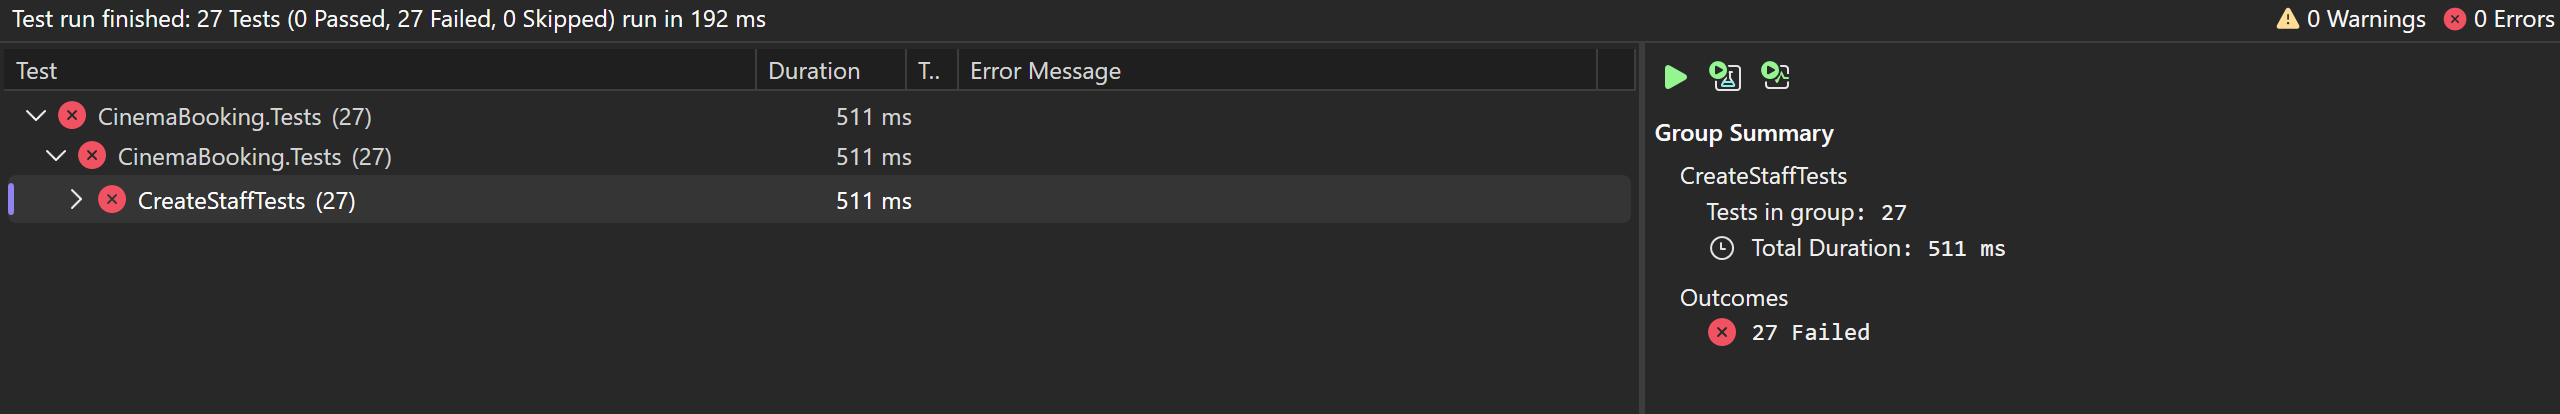 Test run finished: 27 Tests (0 Passed, 27 Failed, 0 Skipped) run in 192 ms
0 Warnings
0 Errors
Test
Duration
T..
Error Message
CinemaBooking.Tests (27)
511 ms
CinemaBooking.Tests (27)
511 ms
CreateStaffTests (27)
511 ms
Group Summary
CreateStaffTests
Tests in group: 27
Total Duration: 511 ms
Outcomes
27 Failed